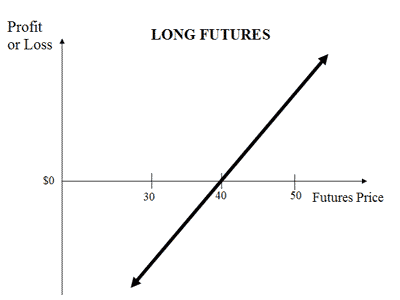 Profit
or Loss
LONG FUTURES
$0
30
40
50
Futures Price